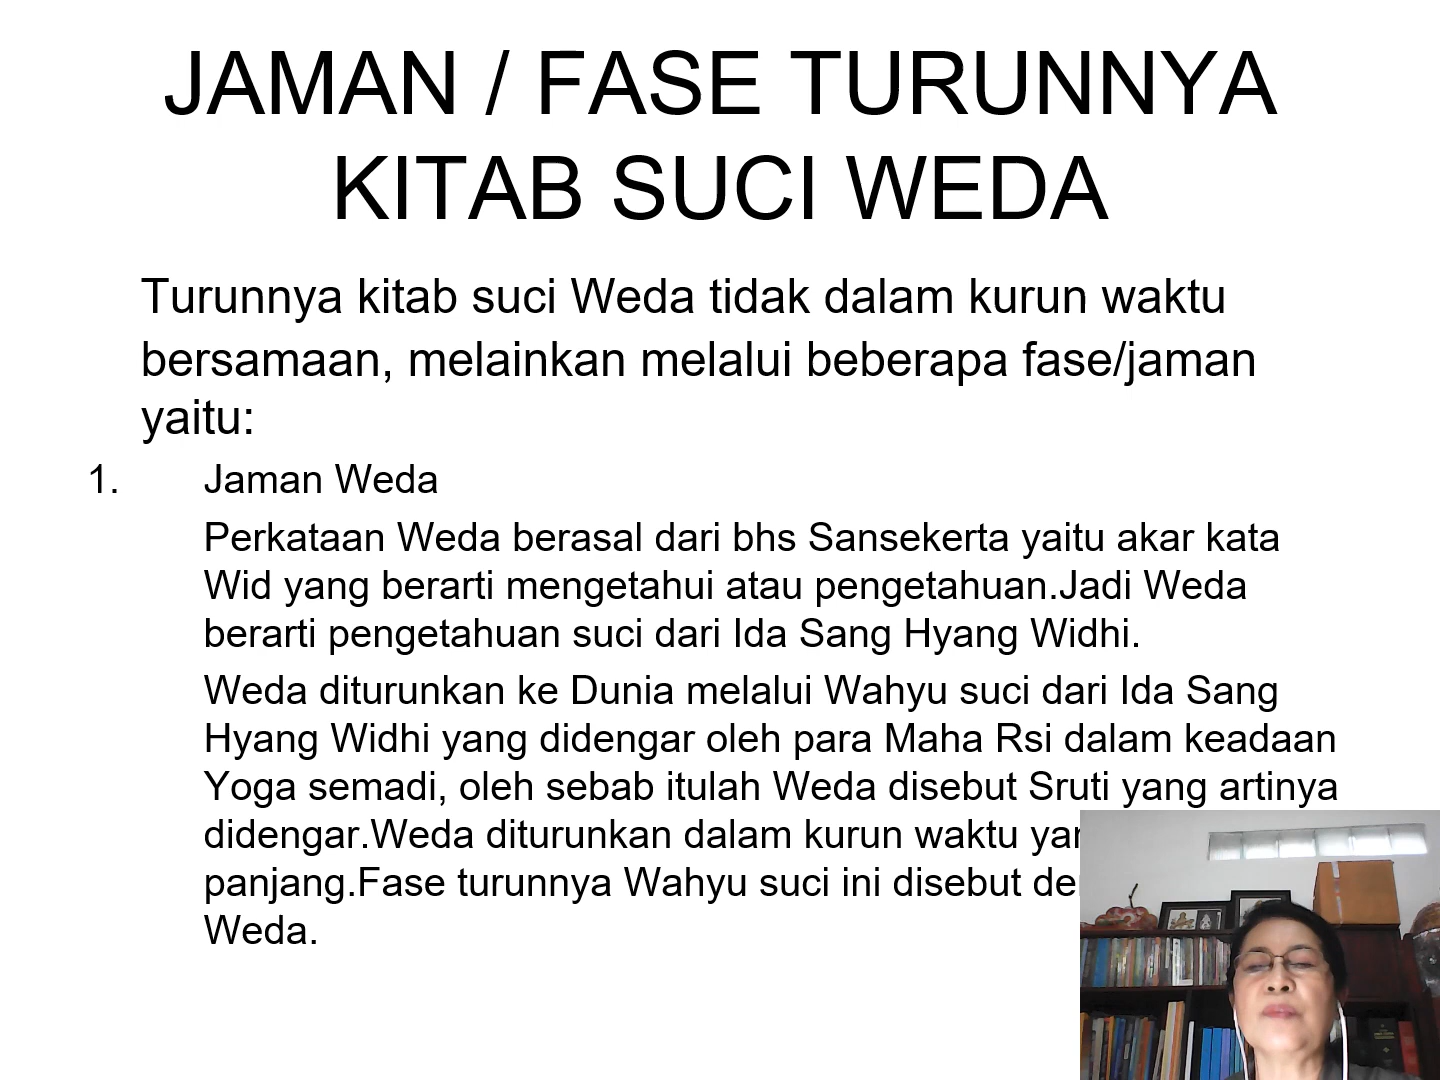 JAMAN / FASE TURUNNYA
KITAB SUCI WEDA
Turunnya kitab suci Weda tidak dalam kurun waktu
bersamaan, melainkan melalui beberapa fase/jaman
yaitu:
1. Jaman Weda
Perkataan Weda berasal dari bhs Sansekerta yaitu akar kata
Wid yang berarti mengetahui atau pengetahuan.Jadi Weda
berarti pengetahuan suci dari Ida Sang Hyang Widhi.
Weda diturunkan ke Dunia melalui Wahyu suci dari Ida Sang
Hyang Widhi yang didengar oleh para Maha Rsi dalam keadaan
Yoga semadi, oleh sebab itulah Weda disebut Sruti yang artinya
didengar.Weda diturunkan dalam kurun waktu
panjang.Fase turunnya Wahyu suci ini disebut
Weda.